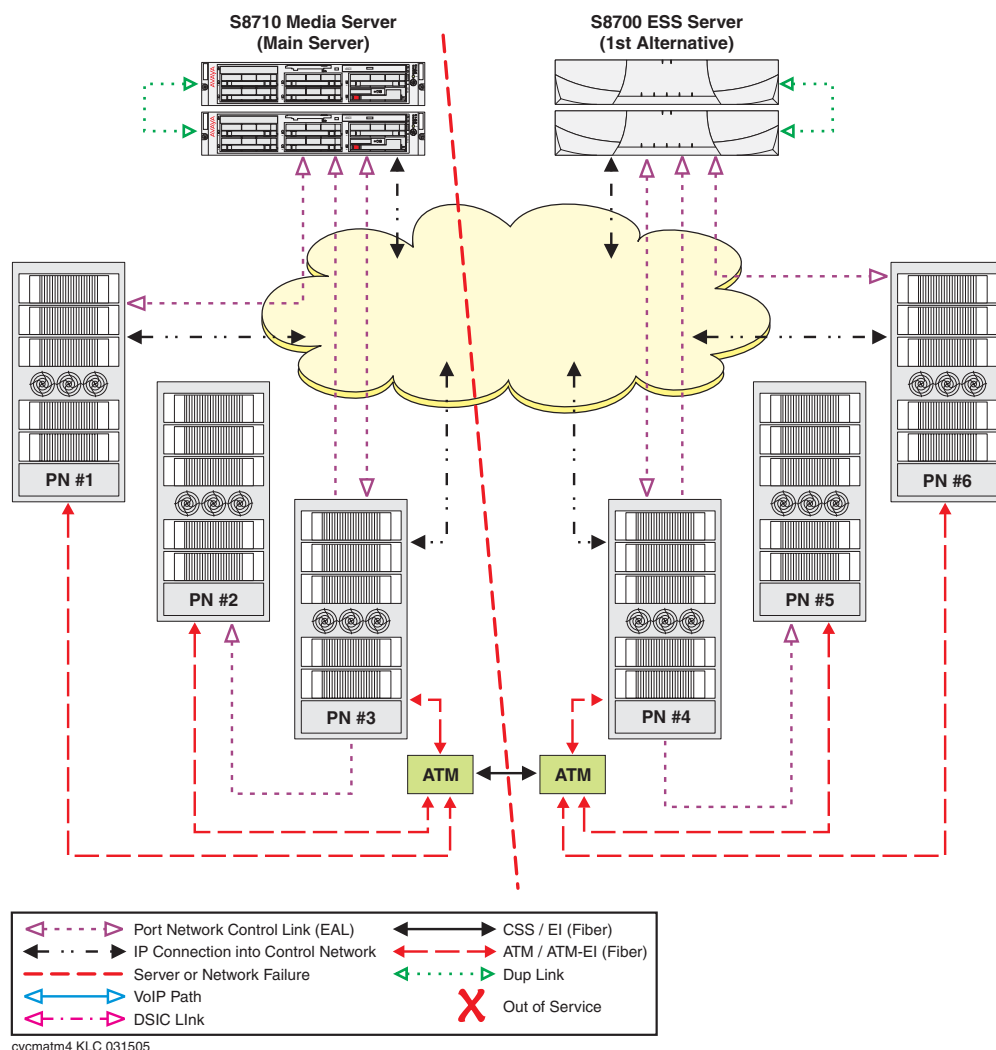 S8710 Media Server
(Main Server)
S8700 ESS Server
(1st Alternative)
AVAYA
AVAYA
PN #1
PN #6
PN #2
PN #5
PN #3
PN #4
ATM
ATM
Port Network Control Link (EAL)
IP Connection into Control Network
Server or Network Failure
VoIP Path
DSIC LInk
CSS / EI (Fiber)
ATM / ATM-EI (Fiber)
Dup Link
Out of Service
cycmatm4 KLC 031505